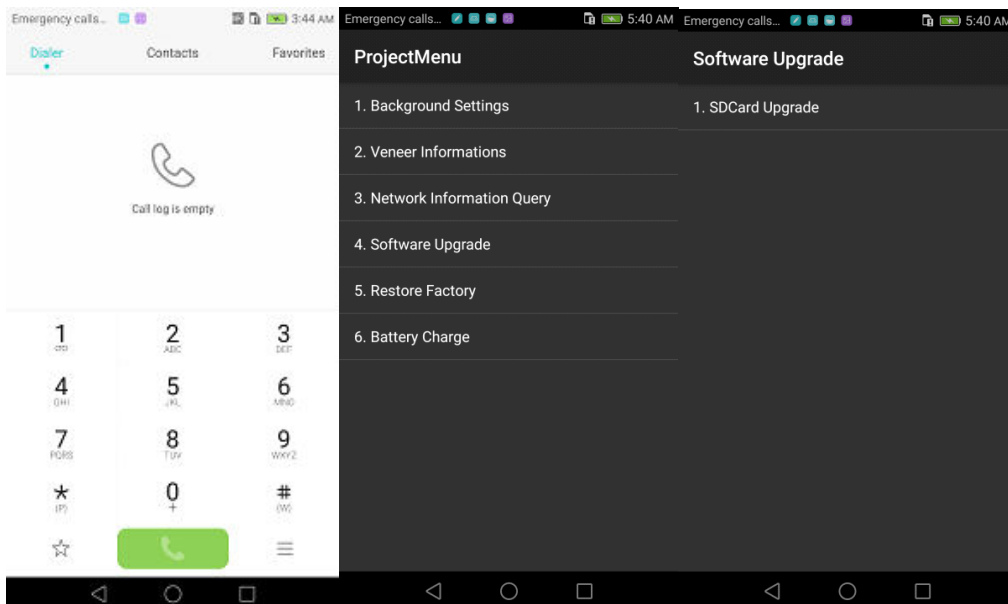 Emergency calls... 3:44 AM
Dialer Contacts Favorites
Call log is empty
1 2 3
ABC DEF
4 5 6
GHI JKL MNO
7 8 9
PQRS TUV WXYZ
* 0 #
(P) + (W)
Emergency calls... 5:40 AM
ProjectMenu
1. Background Settings
2. Veneer Informations
3. Network Information Query
4. Software Upgrade
5. Restore Factory
6. Battery Charge
Emergency calls... 5:40 AM
Software Upgrade
1. SDCard Upgrade